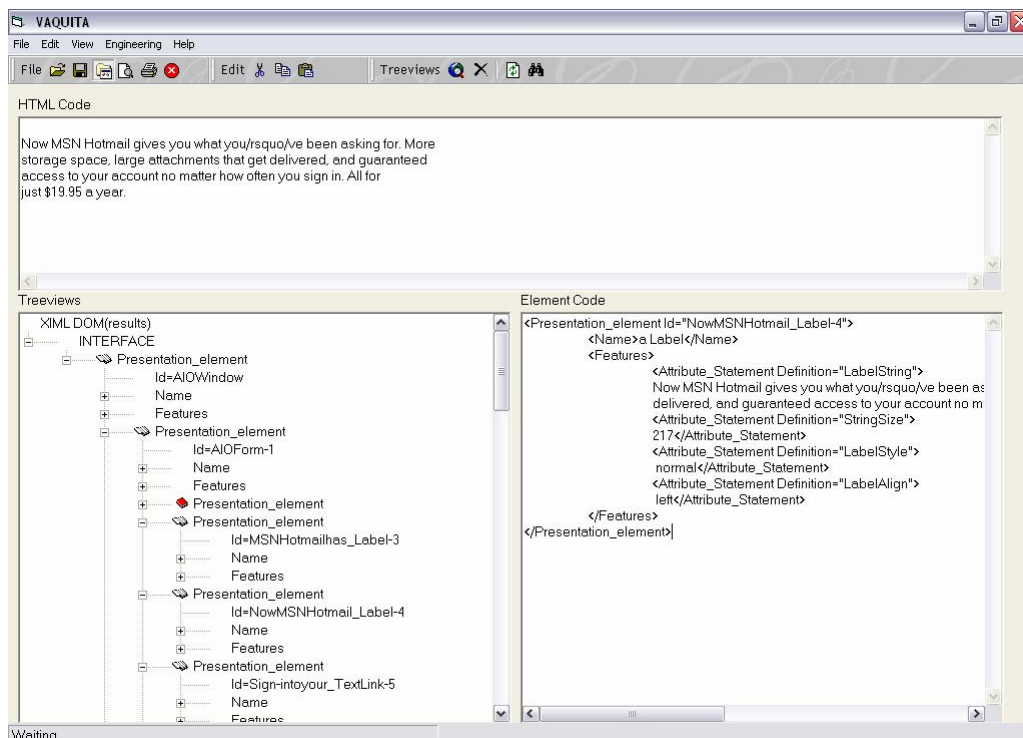 VAQUITA
File Edit View Engineering Help
File Edit Treeviews
HTML Code
Now MSN Hotmail gives you what you/rsquo/ve been asking for. More
storage space, large attachments that get delivered, and guaranteed
access to your account no matter how often you sign in. All for
just $19.95 a year.
Treeviews
XIML DOM(results)
INTERFACE
Presentation_element
Id=AIOWindow
Name
Features
Presentation_element
Id=AIOForm-1
Name
Features
Presentation_element
Presentation_element
Id=MSNHotmailhas_Label-3
Name
Features
Presentation_element
Id=NowMSNHotmail_Label-4
Name
Features
Presentation_element
Id=Sign-intoyour_TextLink-5
Name
Features
Element Code
<Presentation_element Id="NowMSNHotmail_Label-4">
<Name>a Label</Name>
<Features>
<Attribute_Statement Definition="LabelString">
Now MSN Hotmail gives you what you/rsquo/ve been as
delivered, and guaranteed access to your account no m
<Attribute_Statement Definition="StringSize">
217</Attribute_Statement>
<Attribute_Statement Definition="LabelStyle">
normal</Attribute_Statement>
<Attribute_Statement Definition="LabelAlign">
left</Attribute_Statement>
</Features>
</Presentation_element>
Waiting